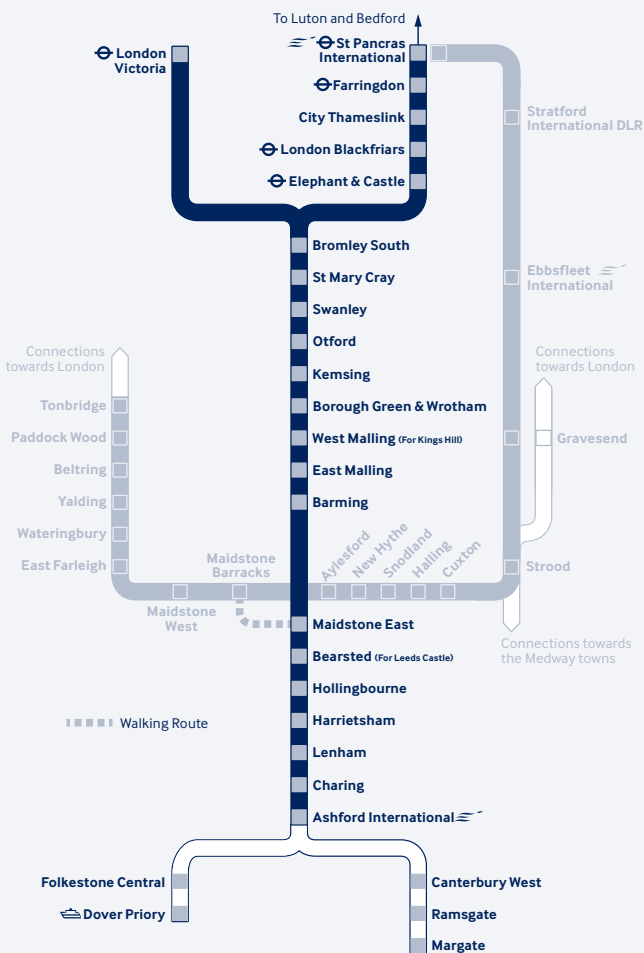 To Luton and Bedford
London
Victoria
St Pancras
International
Farringdon
City Thameslink
London Blackfriars
Elephant & Castle
Stratford
International DLR
Bromley South
St Mary Cray
Swanley
Otford
Kemsing
Borough Green & Wrotham
West Malling (For Kings Hill)
East Malling
Barming
Ebbsfleet
International
Connections
towards London
Tonbridge
Paddock Wood
Beltring
Yalding
Wateringbury
East Farleigh
Connections
towards London
Gravesend
Maidstone
Barracks
Maidstone
West
Aylesford
New Hythe
Snodland
Halling
Cuxton
Strood
Connections towards
the Medway towns
Maidstone East
Bearsted (For Leeds Castle)
Hollingbourne
Harrietsham
Walking Route
Lenham
Charing
Ashford International
Folkestone Central
Dover Priory
Canterbury West
Ramsgate
Margate